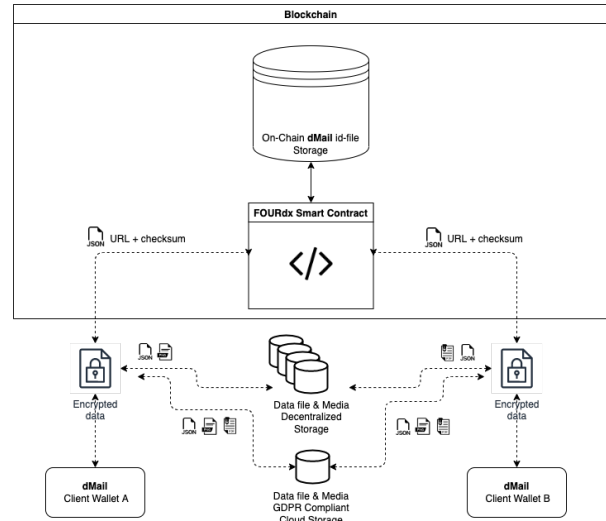 Blockchain
On-Chain dMail id-file
Storage
FOURdx Smart Contract
</>
JSON URL + checksum
JSON URL + checksum
JSON
JSON
Encrypted
data
Encrypted
data
Data file & Media
Decentralized
Storage
JSON
JSON
dMail
Client Wallet A
Data file & Media
GDPR Compliant
Cloud Storage
dMail
Client Wallet B